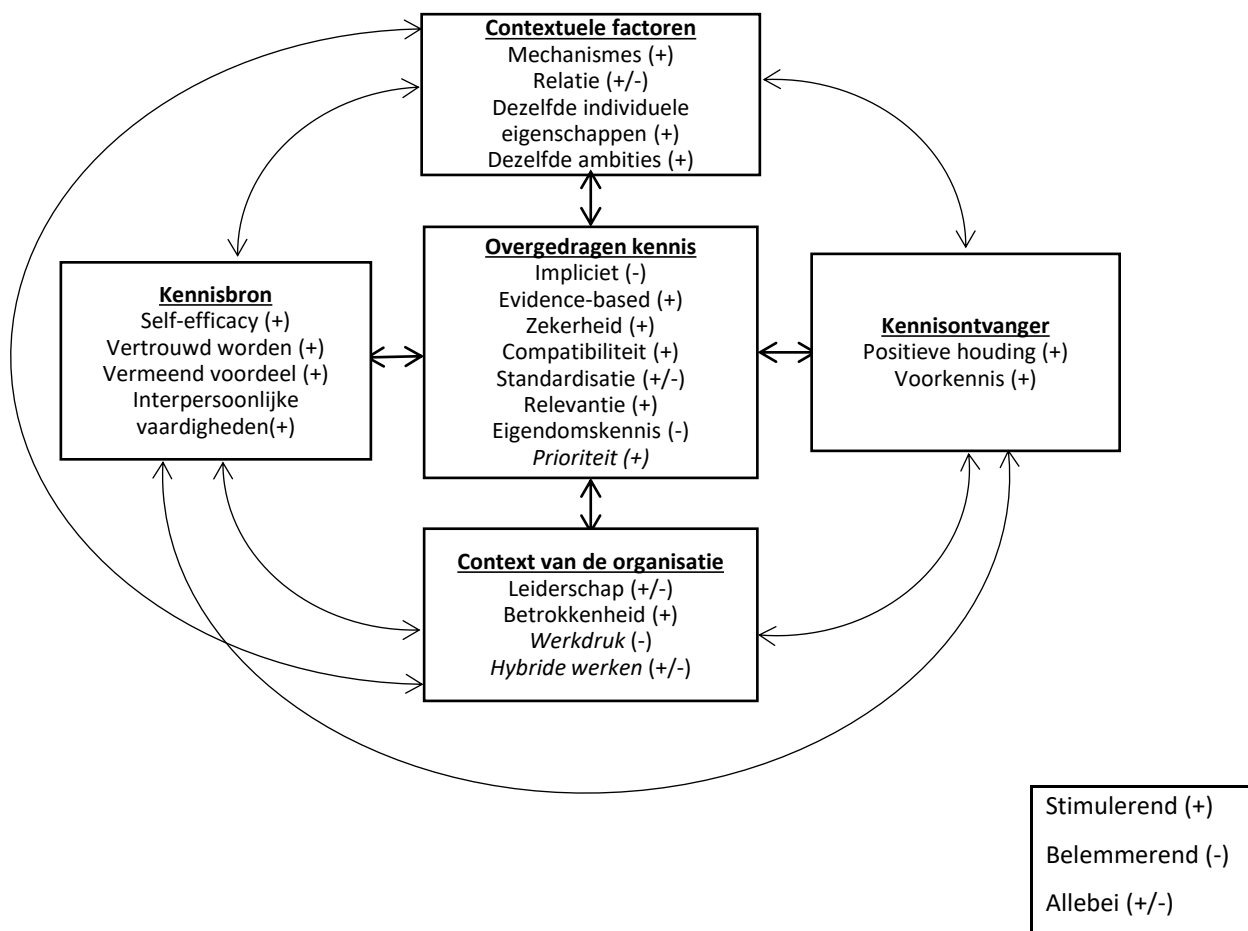 Contextuele factoren
Mechanismes (+)
Relatie (+/-)
Dezelfde individuele
eigenschappen (+)
Dezelfde ambities (+)
Kennisbron
Self-efficacy (+)
Vertrouwd worden (+)
Vermeend voordeel (+)
Interpersoonlijke
vaardigheden(+)
Overgedragen kennis
Impliciet (-)
Evidence-based (+)
Zekerheid (+)
Compatibiliteit (+)
Standardisatie (+/-)
Relevantie (+)
Eigendomskennis (-)
Prioriteit (+)
Kennisontvanger
Positieve houding (+)
Voorkennis (+)
Context van de organisatie
Leiderschap (+/-)
Betrokkenheid (+)
Werkdruk (-)
Hybride werken (+/-)
Stimulerend (+)
Belemmerend (-)
Allebei (+/-)